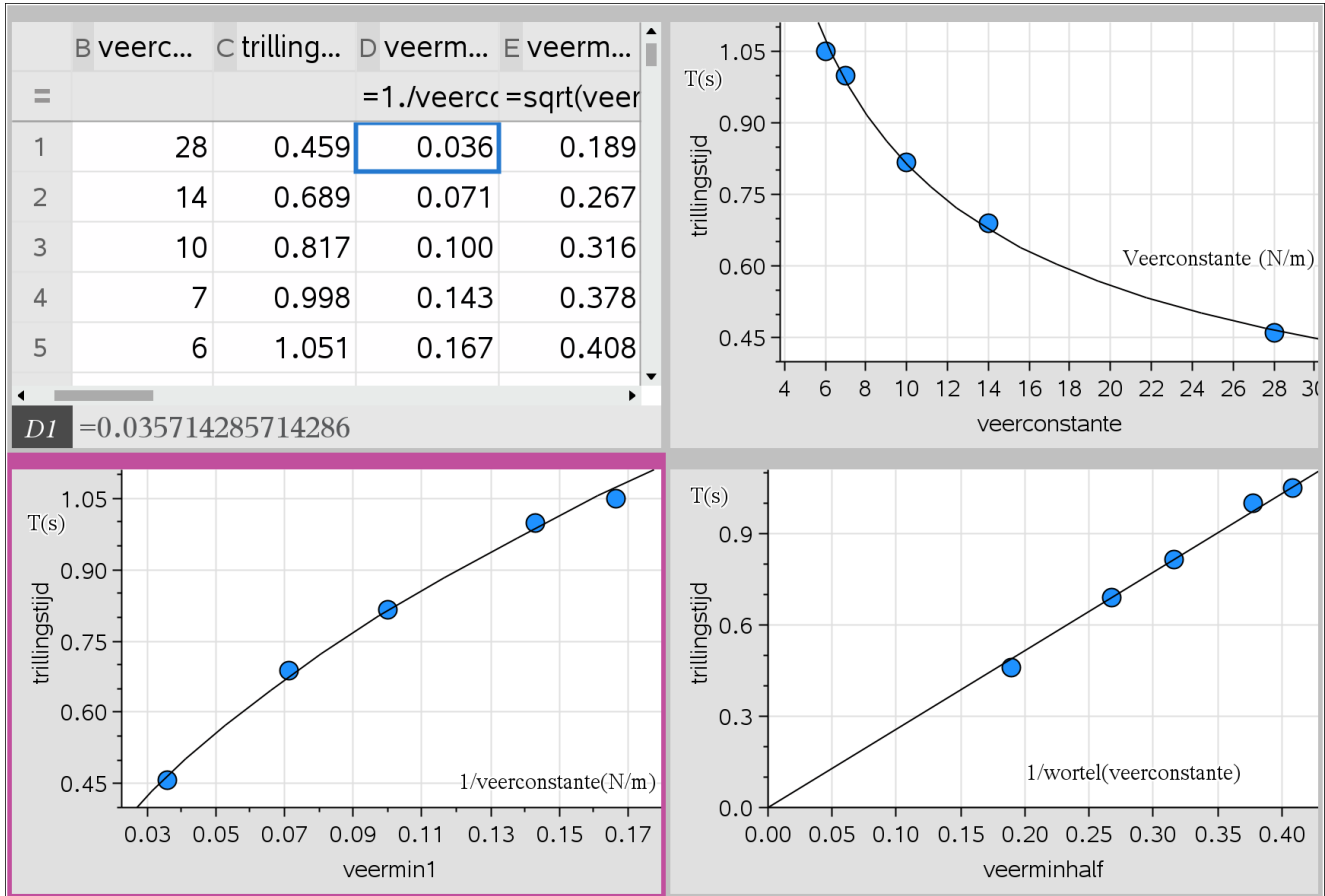 B veerc... C trilling... D veerm... E veerm...
= =1./veercc =sqrt(veer
1 28 0.459 0.036 0.189
2 14 0.689 0.071 0.267
3 10 0.817 0.100 0.316
4 7 0.998 0.143 0.378
5 6 1.051 0.167 0.408
D1 =0.035714285714286
T(s)
trillingstijd
1.05
0.90
0.75
0.60
0.45
Veerconstante (N/m)
4 6 8 10 12 14 16 18 20 22 24 26 28 30
veerconstante
T(s)
trillingstijd
1.05
0.90
0.75
0.60
0.45
1/veerconstante(N/m)
0.03 0.05 0.07 0.09 0.11 0.13 0.15 0.17
veermin1
T(s)
trillingstijd
0.9
0.6
0.3
0.0
1/wortel(veerconstante)
0.00 0.05 0.10 0.15 0.20 0.25 0.30 0.35 0.40
veerminhalf